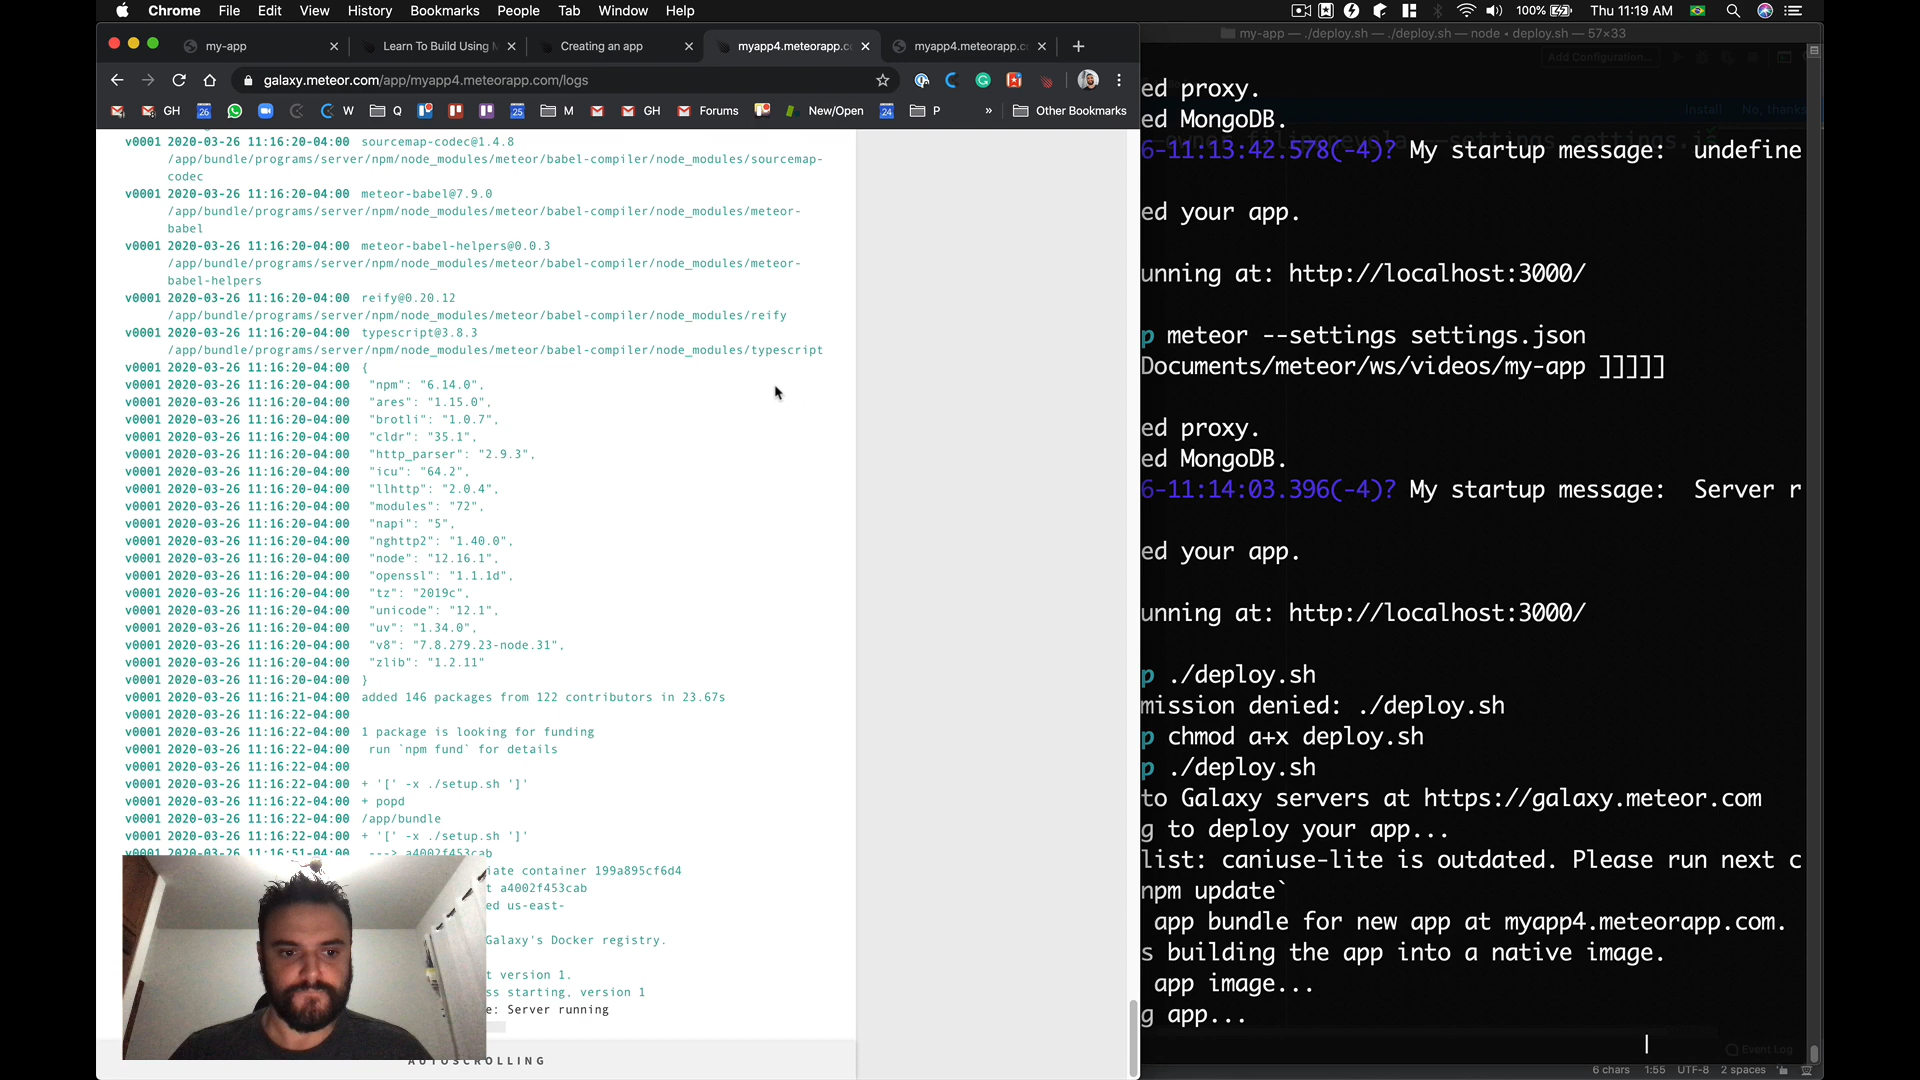 Chrome File Edit View History Bookmarks People Tab Window Help
100% Thu 11:19 AM
my-app
Learn To Build Using M
Creating an app
myapp4.meteorapp.co
myapp4.meteorapp.co
galaxy.meteor.com/app/myapp4.meteorapp.com/logs
GH 26 W Q 25 M GH Forums New/Open 24 P » Other Bookmarks
v0001 2020-03-26 11:16:20-04:00 sourcemap-codec@1.4.8
/app/bundle/programs/server/npm/node_modules/meteor/babel-compiler/node_modules/sourcemap-
codec
v0001 2020-03-26 11:16:20-04:00 meteor-babel@7.9.0
/app/bundle/programs/server/npm/node_modules/meteor/babel-compiler/node_modules/meteor-
babel
v0001 2020-03-26 11:16:20-04:00 meteor-babel-helpers@0.0.3
/app/bundle/programs/server/npm/node_modules/meteor/babel-compiler/node_modules/meteor-
babel-helpers
v0001 2020-03-26 11:16:20-04:00 reify@0.20.12
/app/bundle/programs/server/npm/node_modules/meteor/babel-compiler/node_modules/reify
v0001 2020-03-26 11:16:20-04:00 typescript@3.8.3
/app/bundle/programs/server/npm/node_modules/meteor/babel-compiler/node_modules/typescript
v0001 2020-03-26 11:16:20-04:00 {
v0001 2020-03-26 11:16:20-04:00 "npm": "6.14.0",
v0001 2020-03-26 11:16:20-04:00 "ares": "1.15.0",
v0001 2020-03-26 11:16:20-04:00 "brotli": "1.0.7",
v0001 2020-03-26 11:16:20-04:00 "cldr": "35.1",
v0001 2020-03-26 11:16:20-04:00 "http_parser": "2.9.3",
v0001 2020-03-26 11:16:20-04:00 "icu": "64.2",
v0001 2020-03-26 11:16:20-04:00 "llhttp": "2.0.4",
v0001 2020-03-26 11:16:20-04:00 "modules": "72",
v0001 2020-03-26 11:16:20-04:00 "napi": "5",
v0001 2020-03-26 11:16:20-04:00 "nghttp2": "1.40.0",
v0001 2020-03-26 11:16:20-04:00 "node": "12.16.1",
v0001 2020-03-26 11:16:20-04:00 "openssl": "1.1.1d",
v0001 2020-03-26 11:16:20-04:00 "tz": "2019c",
v0001 2020-03-26 11:16:20-04:00 "unicode": "12.1",
v0001 2020-03-26 11:16:20-04:00 "uv": "1.34.0",
v0001 2020-03-26 11:16:20-04:00 "v8": "7.8.279.23-node.31",
v0001 2020-03-26 11:16:20-04:00 "zlib": "1.2.11"
v0001 2020-03-26 11:16:20-04:00 }
v0001 2020-03-26 11:16:21-04:00 added 146 packages from 122 contributors in 23.67s
v0001 2020-03-26 11:16:22-04:00
v0001 2020-03-26 11:16:22-04:00 1 package is looking for funding
v0001 2020-03-26 11:16:22-04:00 run `npm fund` for details
v0001 2020-03-26 11:16:22-04:00
v0001 2020-03-26 11:16:22-04:00 + '[' -x ./setup.sh ']'
v0001 2020-03-26 11:16:22-04:00 + popd
v0001 2020-03-26 11:16:22-04:00 /app/bundle
v0001 2020-03-26 11:16:22-04:00 + '[' -x ./setup.sh ']'
v0001 2020-03-26 11:16:51-04:00 ---> a4002f453cab
iate container 199a895cf6d4
t a4002f453cab
ed us-east-
Galaxy's Docker registry.
t version 1.
ss starting, version 1
e: Server running
AUTOSCROLLING
my-app — ./deploy.sh — ./deploy.sh — node • deploy.sh — 57×33
Add Configuration...
Install No, thanks
ed proxy.
ed MongoDB.
6-11:13:42.578(-4)? My startup message: undefine
ed your app.
unning at: http://localhost:3000/
p meteor --settings settings.json
Documents/meteor/ws/videos/my-app ]]]]]
ed proxy.
ed MongoDB.
6-11:14:03.396(-4)? My startup message: Server r
ed your app.
unning at: http://localhost:3000/
p ./deploy.sh
mission denied: ./deploy.sh
p chmod a+x deploy.sh
p ./deploy.sh
to Galaxy servers at https://galaxy.meteor.com
g to deploy your app...
list: caniuse-lite is outdated. Please run next c
npm update`
app bundle for new app at myapp4.meteorapp.com.
s building the app into a native image.
app image...
g app...
Event Log
6 chars 1:55 UTF-8 2 spaces